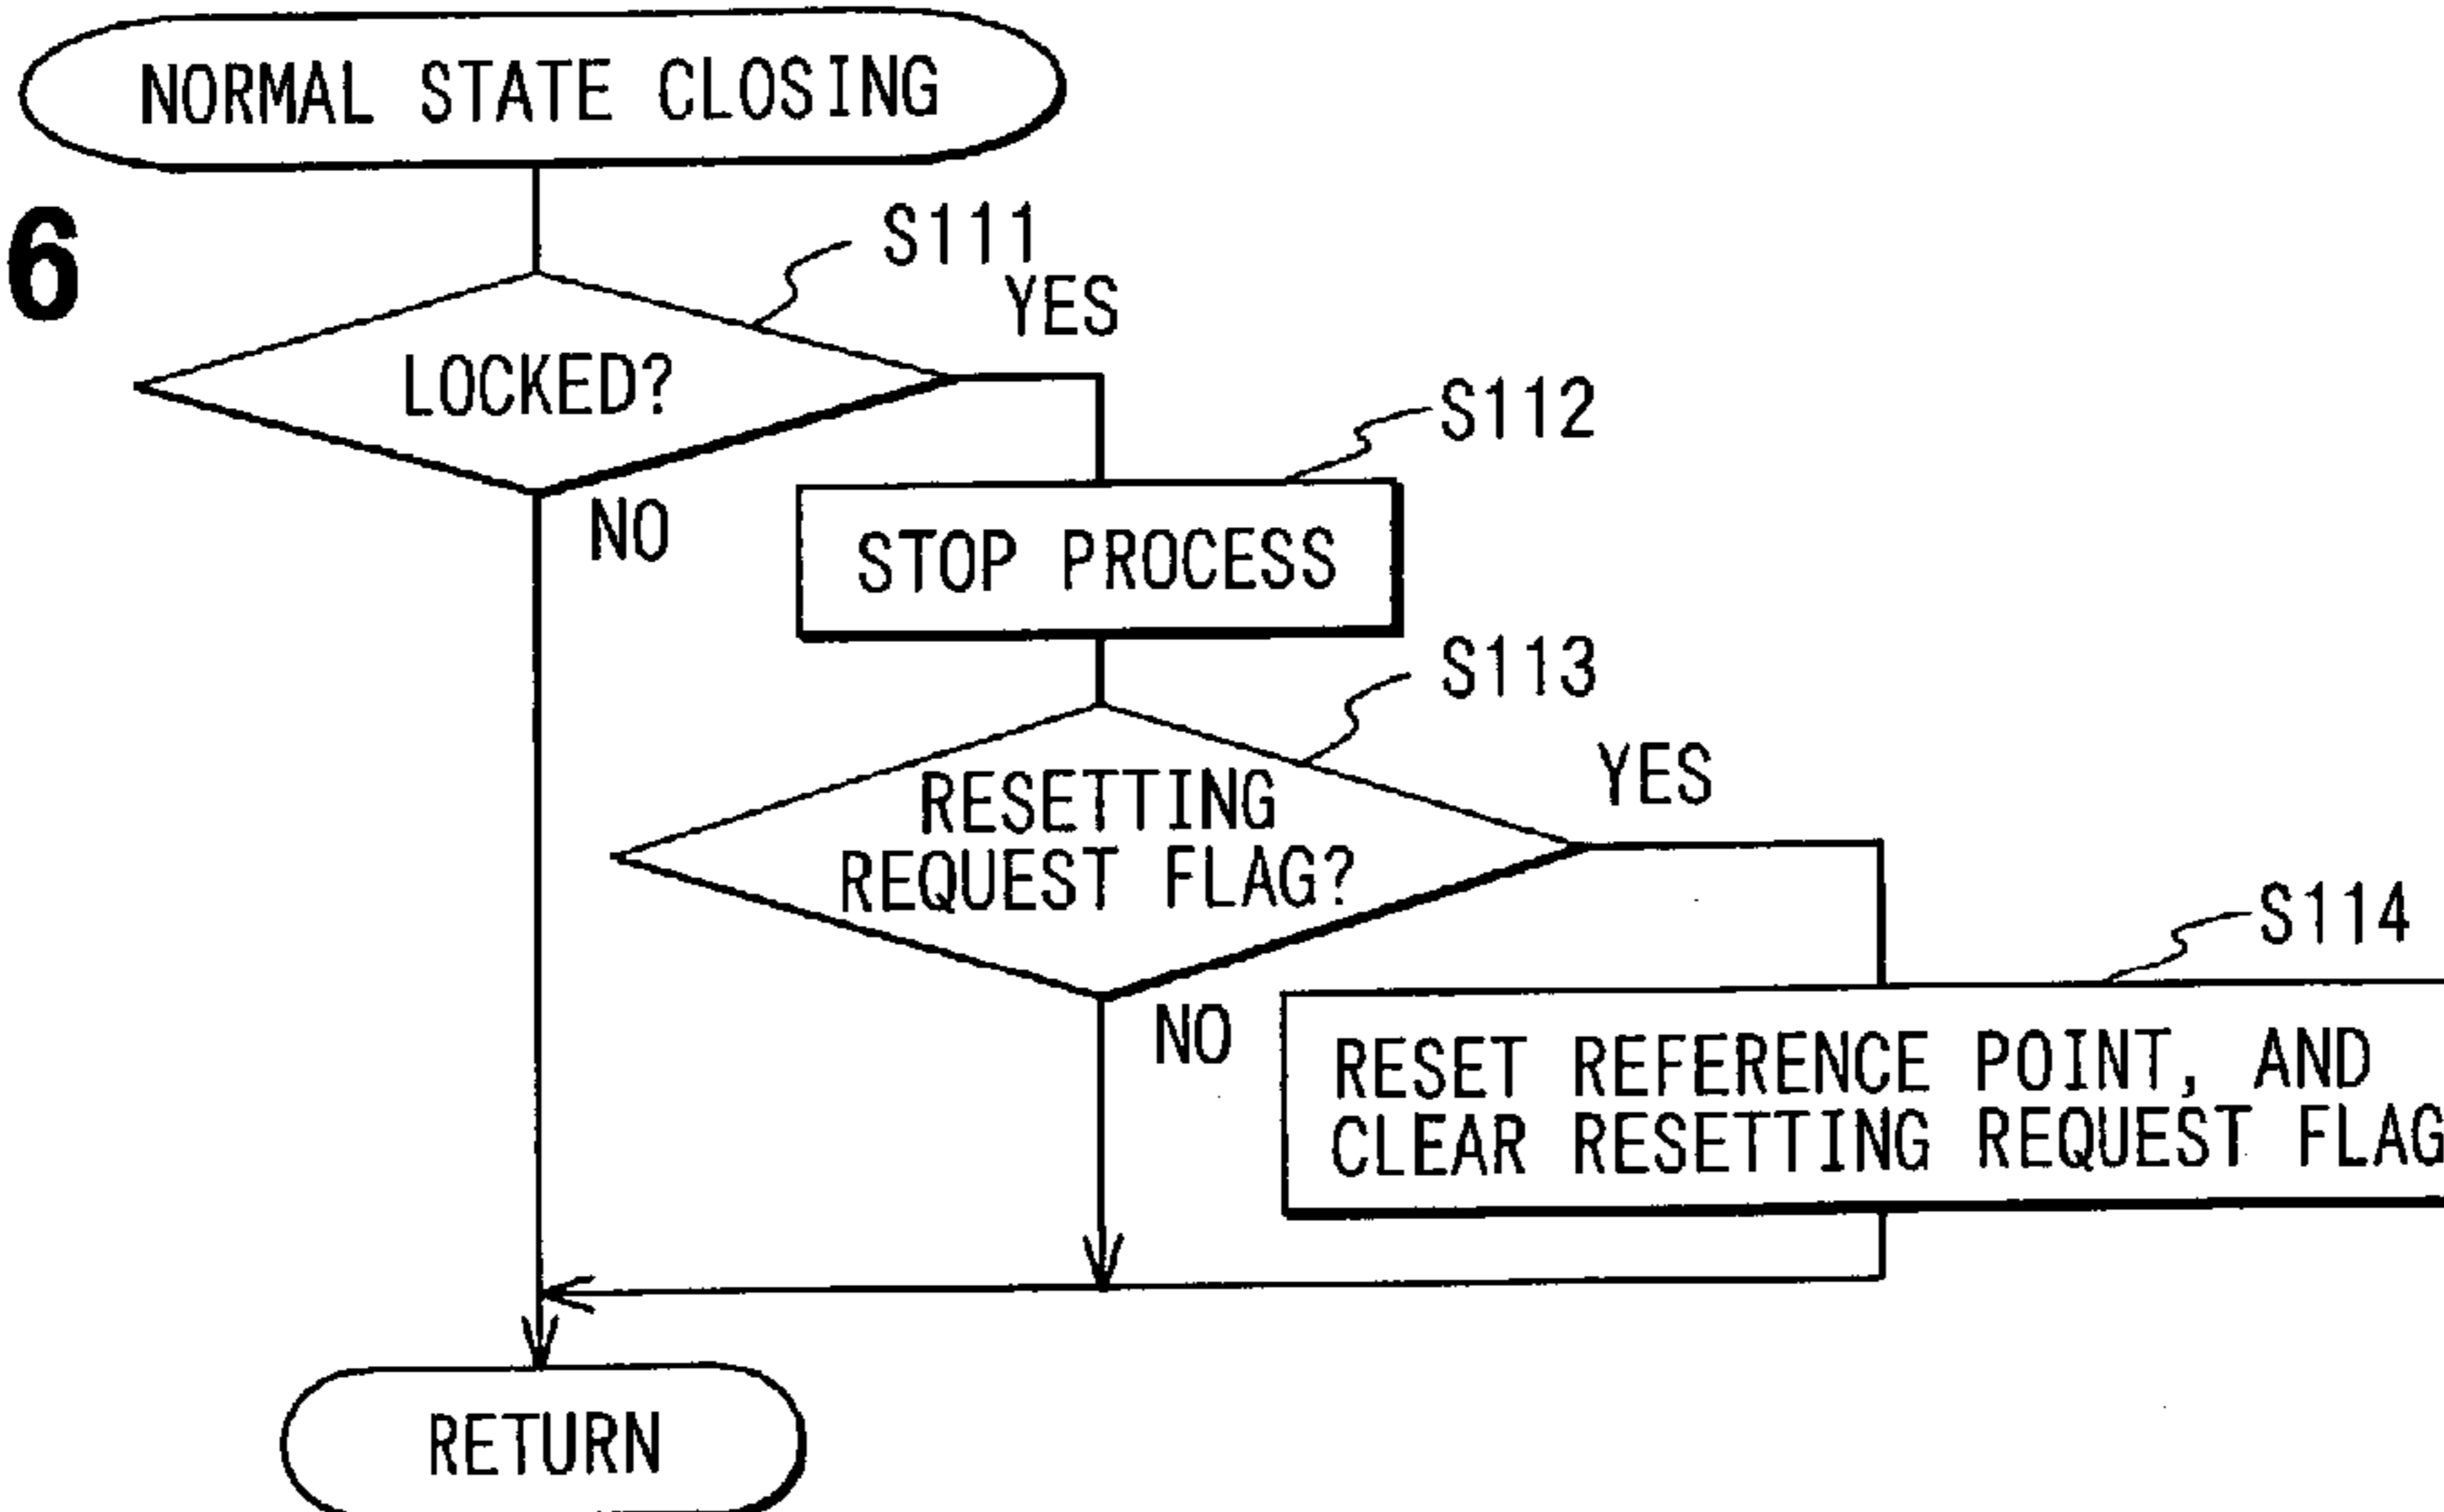 NORMAL STATE CLOSING
6
S111
YES
LOCKED?
S112
NO
STOP PROCESS
S113
YES
RESETTING
REQUEST FLAG?
S114
NO
RESET REFERENCE POINT, AND
CLEAR RESETTING REQUEST FLAG
RETURN